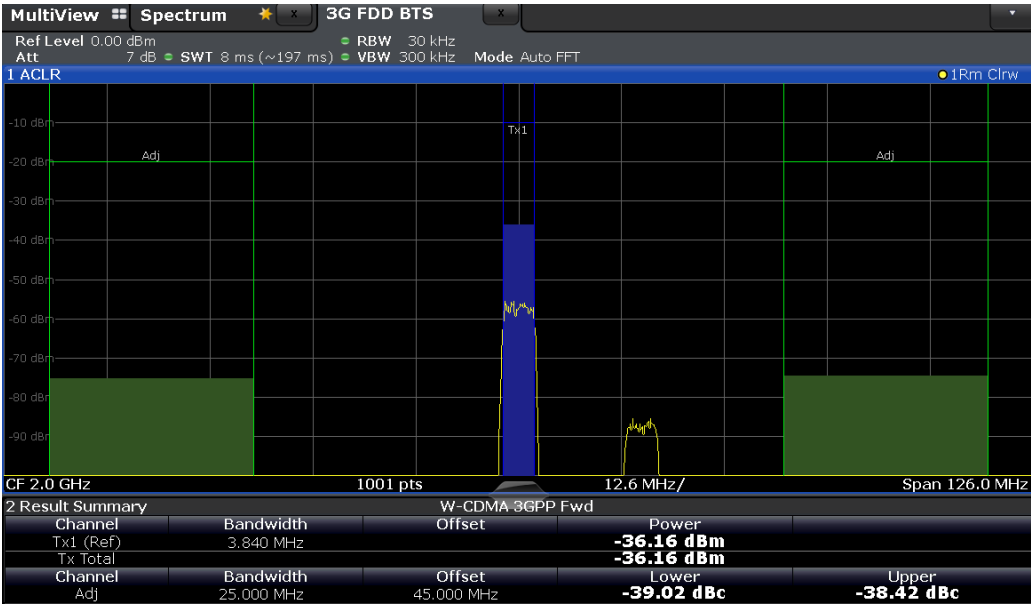 MultiView Spectrum x 3G FDD BTS x
Ref Level 0.00 dBm RBW 30 kHz
Att 7 dB SWT 8 ms (~197 ms) VBW 300 kHz Mode Auto FFT
1 ACLR 1Rm Clrw
-10 dBm
Tx1
Adj Adj
-20 dBm
-30 dBm
-40 dBm
-50 dBm
-60 dBm
-70 dBm
-80 dBm
-90 dBm
CF 2.0 GHz 1001 pts 12.6 MHz/ Span 126.0 MHz
2 Result Summary W-CDMA 3GPP Fwd
Channel Bandwidth Offset Power
Tx1 (Ref) 3.840 MHz -36.16 dBm
Tx Total -36.16 dBm
Channel Bandwidth Offset Lower Upper
Adj 25.000 MHz 45.000 MHz -39.02 dBc -38.42 dBc